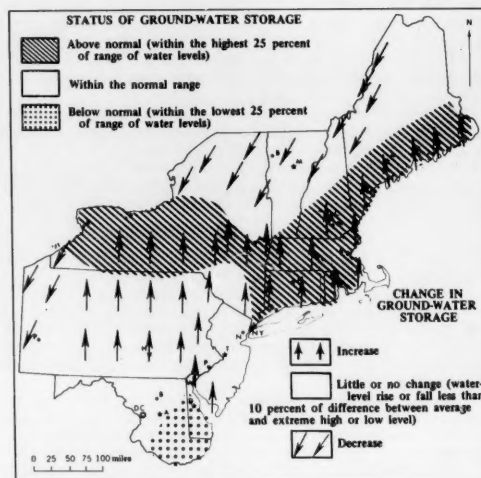 STATUS OF GROUND-WATER STORAGE
Above normal (within the highest 25 percent
of range of water levels)
Within the normal range
Below normal (within the lowest 25 percent
of range of water levels)
N
B
M
CHANGE IN
GROUND-WATER
STORAGE
Increase
Little or no change (water-
level rise or fall less than
10 percent of difference between average
and extreme high or low level)
Decrease
NY
T
P
B
DC
A
0 25 50 75 100 miles